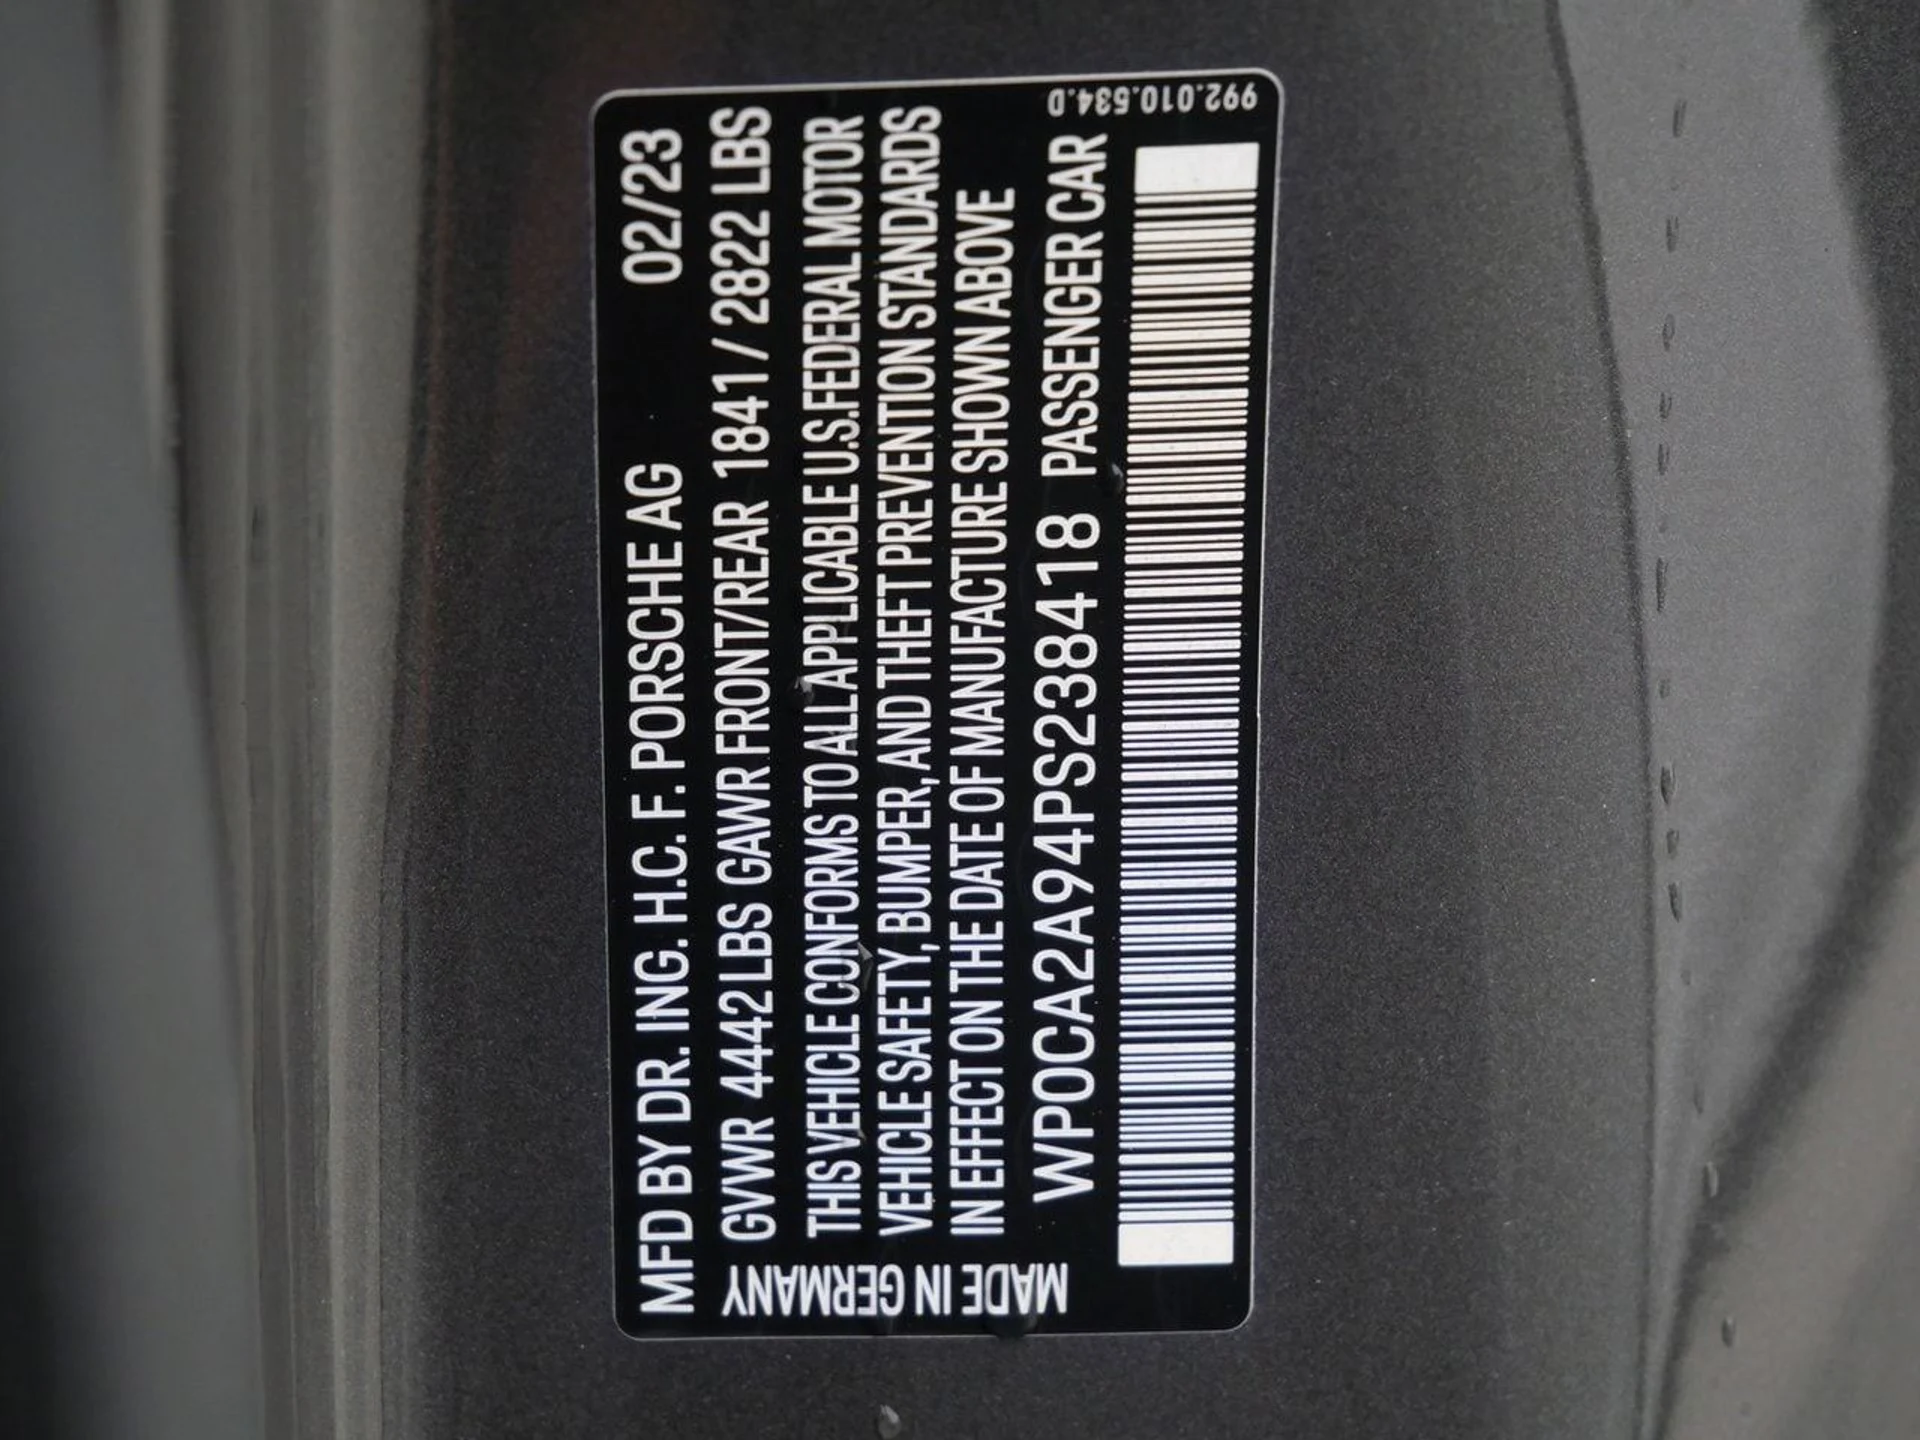 MFD BY DR. ING. H.C. F. PORSCHE AG 02/23
GVWR 4442 LBS GAWR FRONT/REAR 1841 / 2822 LBS
THIS VEHICLE CONFORMS TO ALL APPLICABLE U.S. FEDERAL MOTOR
VEHICLE SAFETY, BUMPER, AND THEFT PREVENTION STANDARDS
IN EFFECT ON THE DATE OF MANUFACTURE SHOWN ABOVE
WP0CA2A94PS238418 PASSENGER CAR
MADE IN GERMANY
992.010.534.D